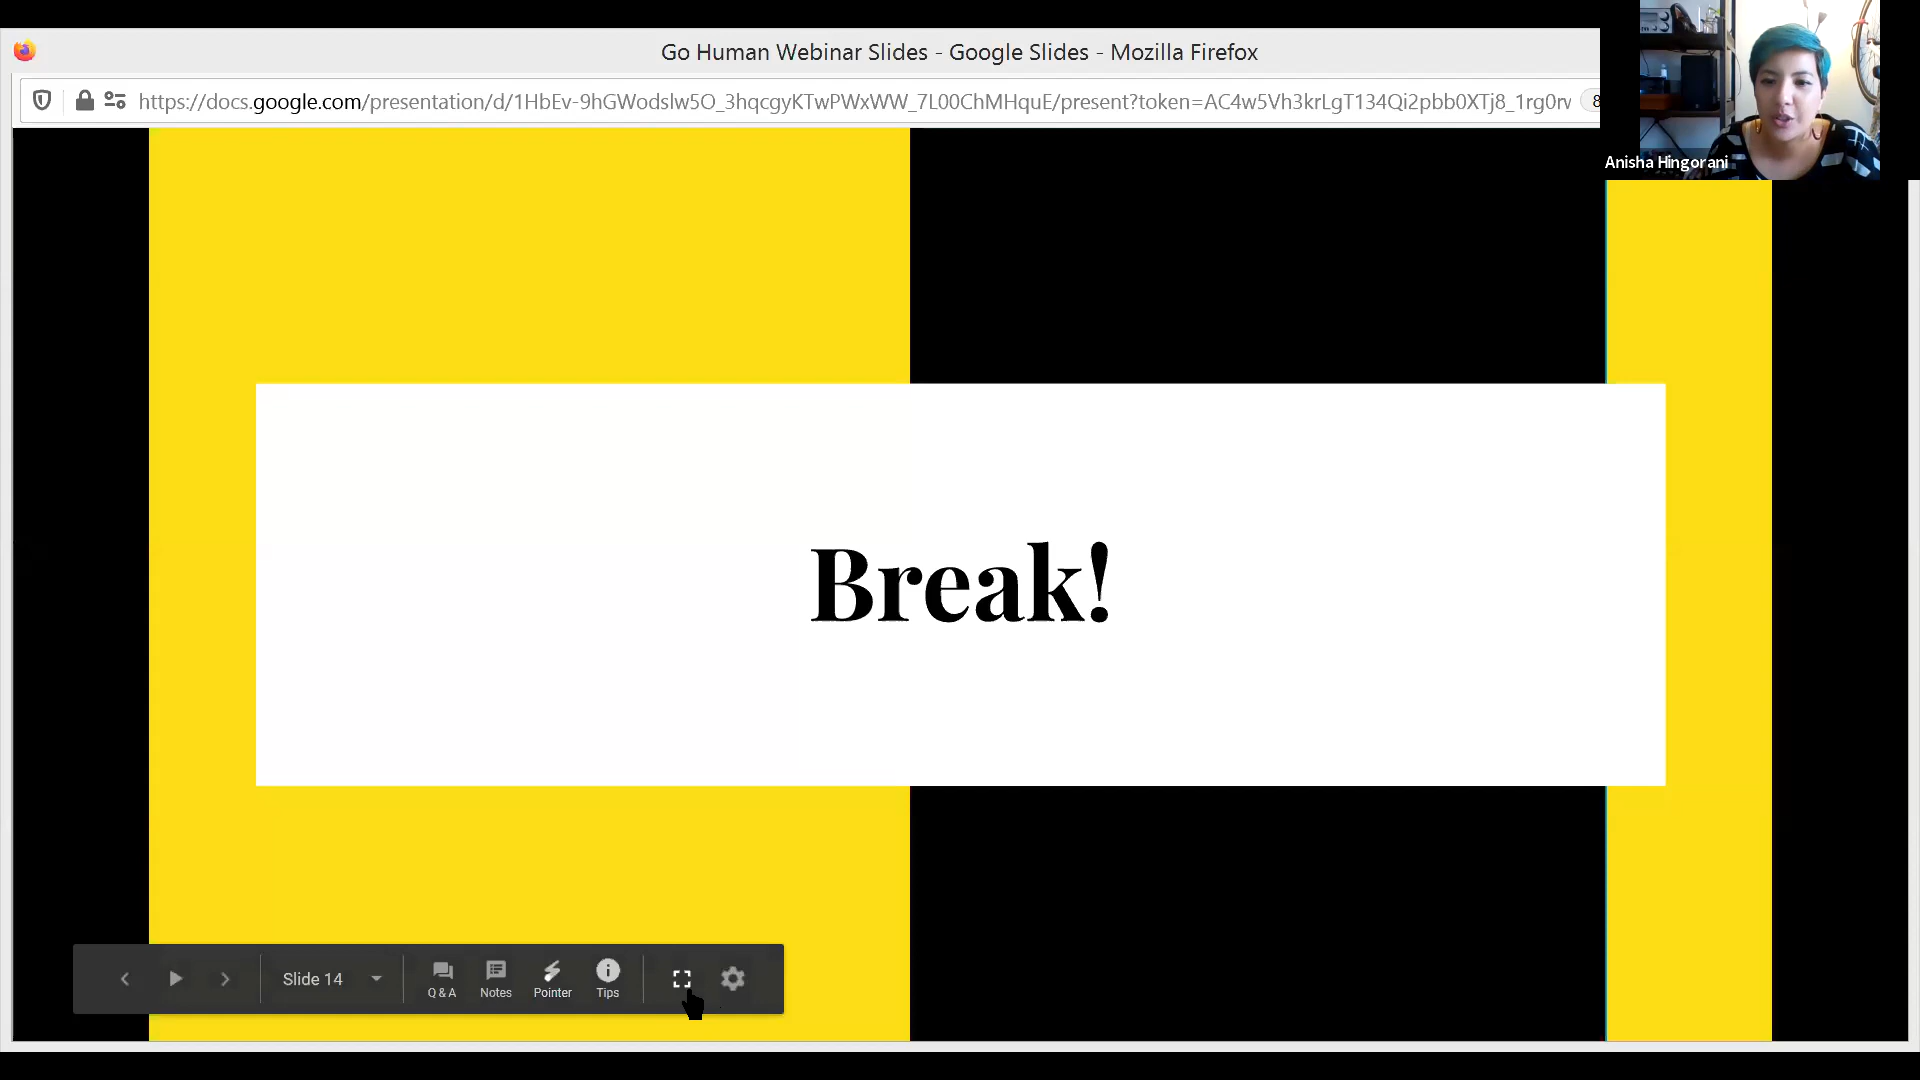 Go Human Webinar Slides - Google Slides - Mozilla Firefox
https://docs.google.com/presentation/d/1HbEv-9hGWodslw5O_3hqcgyKTwPWxWW_7L00ChMHquE/present?token=AC4w5Vh3krLgT134Qi2pbb0XTj8_1rg0rv
8
Anisha Hingorani
Break!
Slide 14
Q & A Notes Pointer Tips